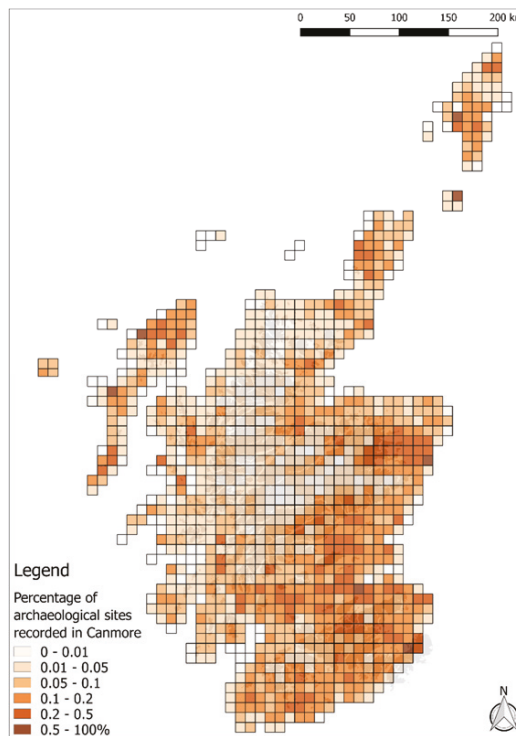 0 50 100 150 200 km
Legend
Percentage of
archaeological sites
recorded in Canmore
0 - 0.01
0.01 - 0.05
0.05 - 0.1
0.1 - 0.2
0.2 - 0.5
0.5 - 100%
N